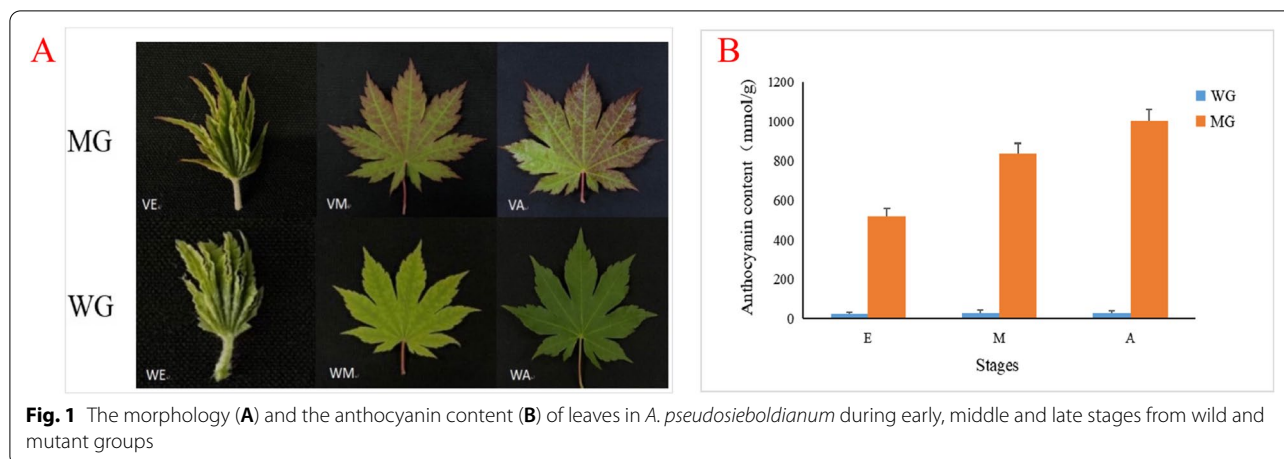 A
MG
VE
VM
VA
WG
WE
WM
WA
B
Anthocyanin content (mmol/g)
1200
1000
800
600
400
200
0
E
M
A
Stages
WG
MG
Fig. 1 The morphology (A) and the anthocyanin content (B) of leaves in A. pseudosieboldianum during early, middle and late stages from wild and
mutant groups